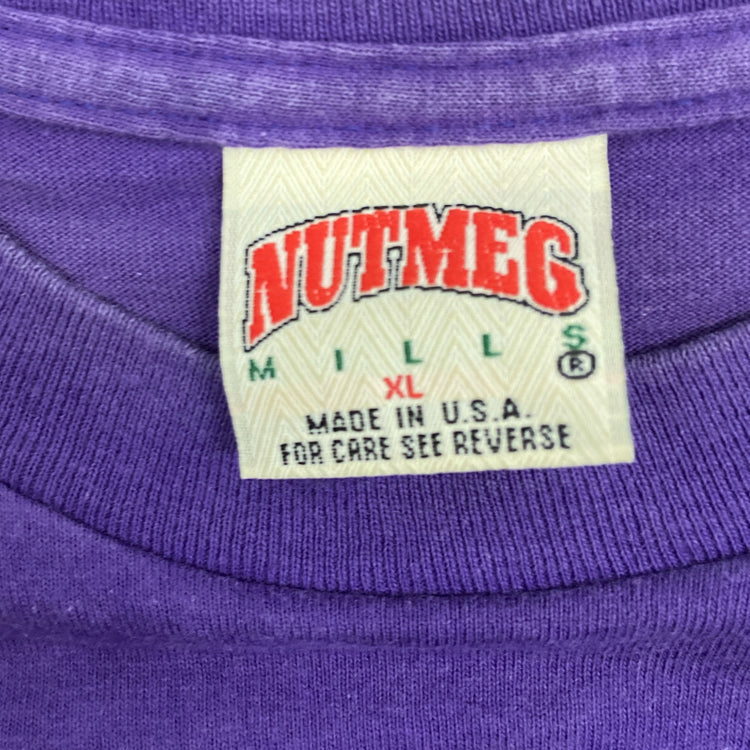 NUTMEG
MILLS ®
XL
MADE IN U.S.A.
FOR CARE SEE REVERSE